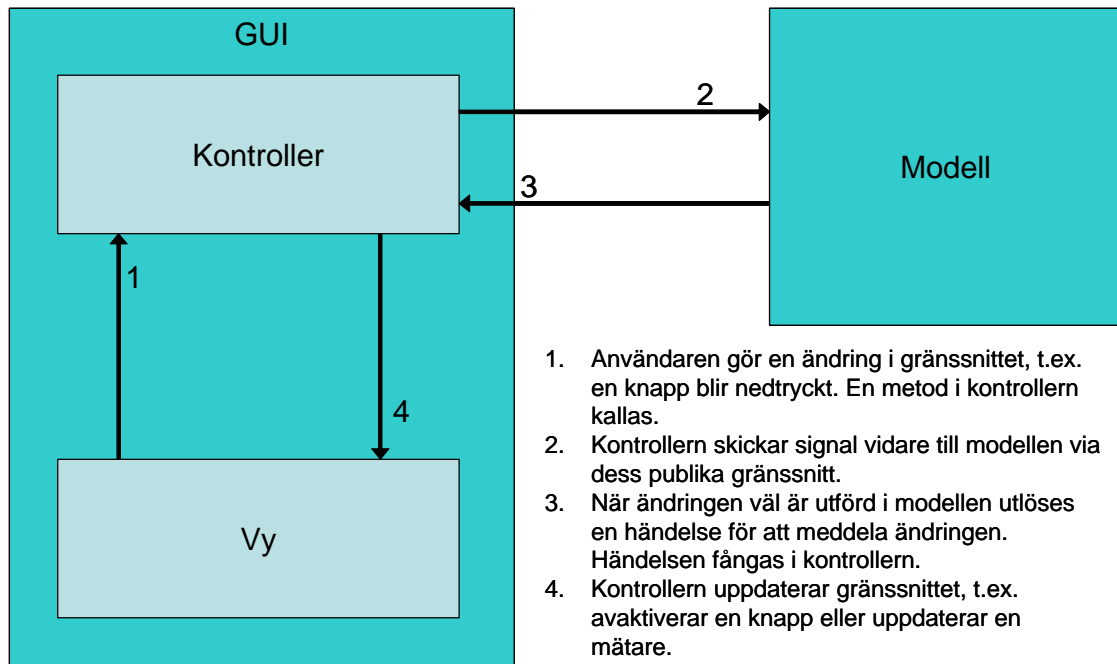 GUI
Kontroller
2
Modell
3
1
4
Vy
1. Användaren gör en ändring i gränssnittet, t.ex.
en knapp blir nedtryckt. En metod i kontrollern
kallas.
2. Kontrollern skickar signal vidare till modellen via
dess publika gränssnitt.
3. När ändringen väl är utförd i modellen utlöses
en händelse för att meddela ändringen.
Händelsen fångas i kontrollern.
4. Kontrollern uppdaterar gränssnittet, t.ex.
avaktiverar en knapp eller uppdaterar en
mätare.